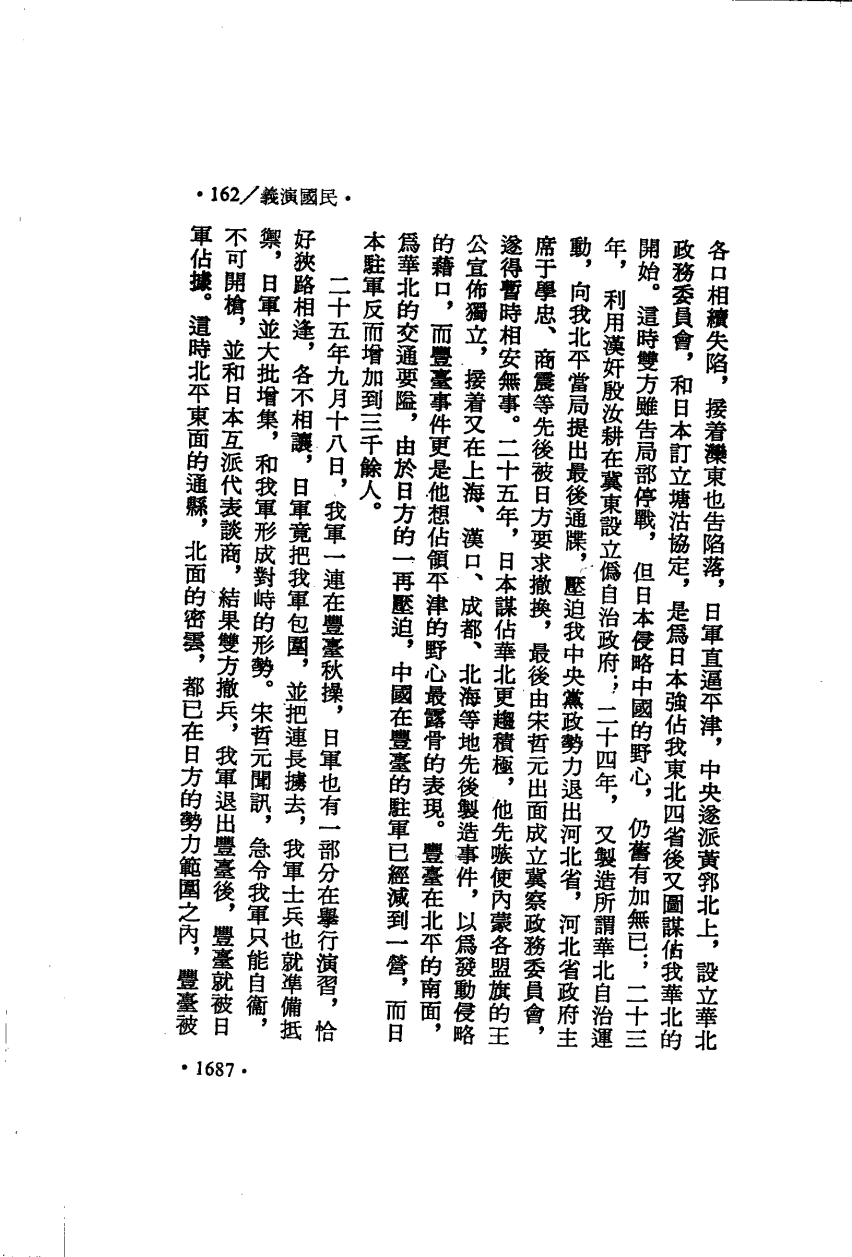 •162/義演國民•
各口相續失陷，接着灤東也告陷落，日軍直逼平津，中央遂派黃郛北上，設立華北
政務委員會，和日本訂立塘沽協定，是爲日本強佔我東北四省後又圖謀佔我華北的
開始。這時雙方雖告局部停戰，但日本侵略中國的野心，仍舊有加無已；二十三
年，利用漢奸殷汝耕在冀東設立僞自治政府；二十四年，又製造所謂華北自治運
動，向我北平當局提出最後通牒，壓迫我中央黨政勢力退出河北省，河北省政府主
席于學忠、商震等先後被日方要求撤換，最後由宋哲元出面成立冀察政務委員會，
遂得暫時相安無事。二十五年，日本謀佔華北更趨積極，他先嗾使內蒙各盟旗的王
公宣佈獨立，接着又在上海、漢口、成都、北海等地先後製造事件，以爲發動侵略
的藉口，而豐臺事件更是他想佔領平津的野心最露骨的表現。豐臺在北平的南面，
爲華北的交通要隘，由於日方的一再壓迫，中國在豐臺的駐軍已經減到一營，而日
本駐軍反而增加到三千餘人。
二十五年九月十八日，我軍一連在豐臺秋操，日軍也有一部分在舉行演習，恰
好狹路相逢，各不相讓，日軍竟把我軍包圍，並把連長擄去，我軍士兵也就準備抵
禦，日軍並大批增集，和我軍形成對峙的形勢。宋哲元聞訊，急令我軍只能自衞，
不可開槍，並和日本互派代表談商，結果雙方撤兵，我軍退出豐臺後，豐臺就被日
軍佔據。這時北平東面的通縣，北面的密雲，都已在日方的勢力範圍之內，豐臺被
•1687•